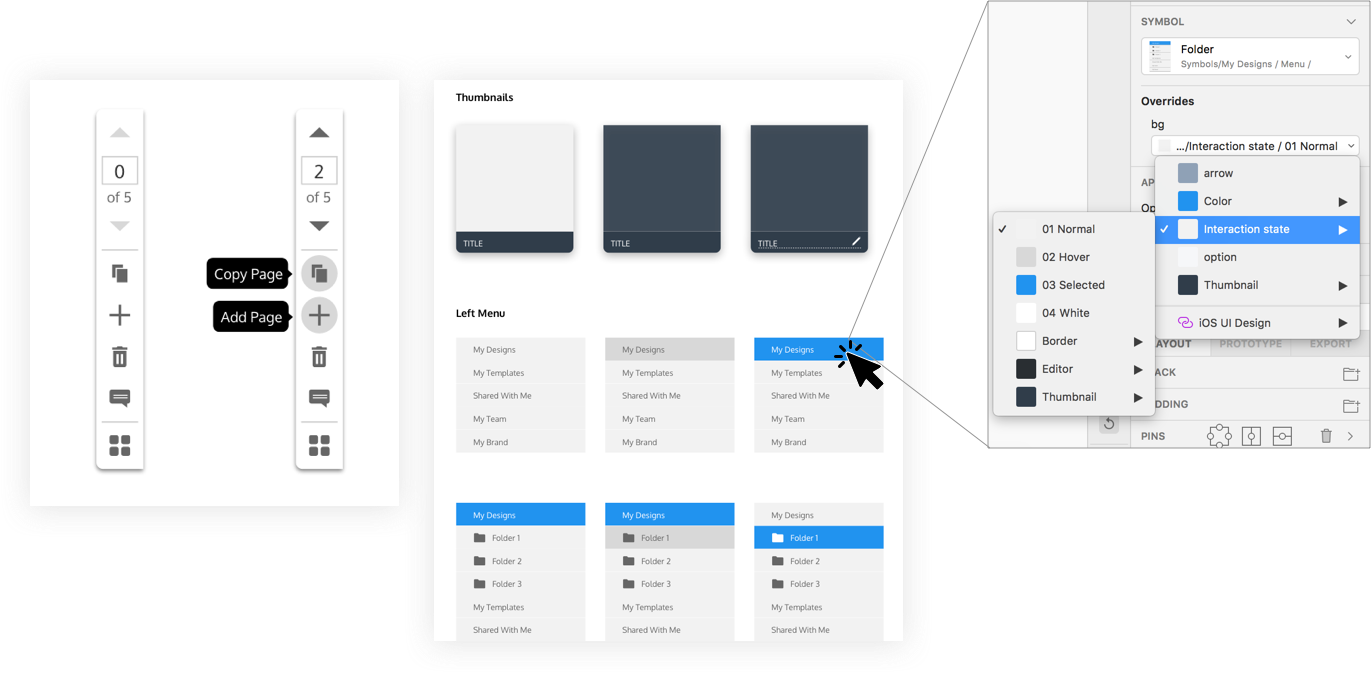 0
of 5
2
of 5
Copy Page
Add Page
Thumbnails
TITLE
TITLE
TITLE
Left Menu
My Designs
My Templates
Shared With Me
My Team
My Brand
My Designs
My Templates
Shared With Me
My Team
My Brand
My Designs
My Templates
Shared With Me
My Team
My Brand
My Designs
Folder 1
Folder 2
Folder 3
My Templates
Shared With Me
My Designs
Folder 1
Folder 2
Folder 3
My Templates
Shared With Me
My Designs
Folder 1
Folder 2
Folder 3
My Templates
Shared With Me
SYMBOL
Folder
Symbols/My Designs / Menu /
Overrides
bg
.../Interaction state / 01 Normal
AP
Op
arrow
Color
Interaction state
option
Thumbnail
iOS UI Design
01 Normal
02 Hover
03 Selected
04 White
Border
Editor
Thumbnail
AYOUT PROTOTYPE EXPORT
ACK
DDING
PINS